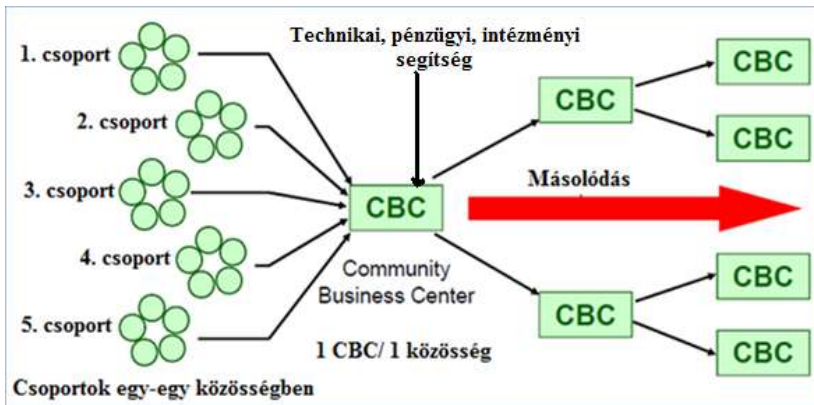 1. csoport
2. csoport
3. csoport
4. csoport
5. csoport
Csoportok egy-egy közösségben
Technikai, pénzügyi, intézményi
segítség
CBC
Community
Business Center
1 CBC/ 1 közösség
Másolódás
CBC
CBC
CBC
CBC
CBC
CBC